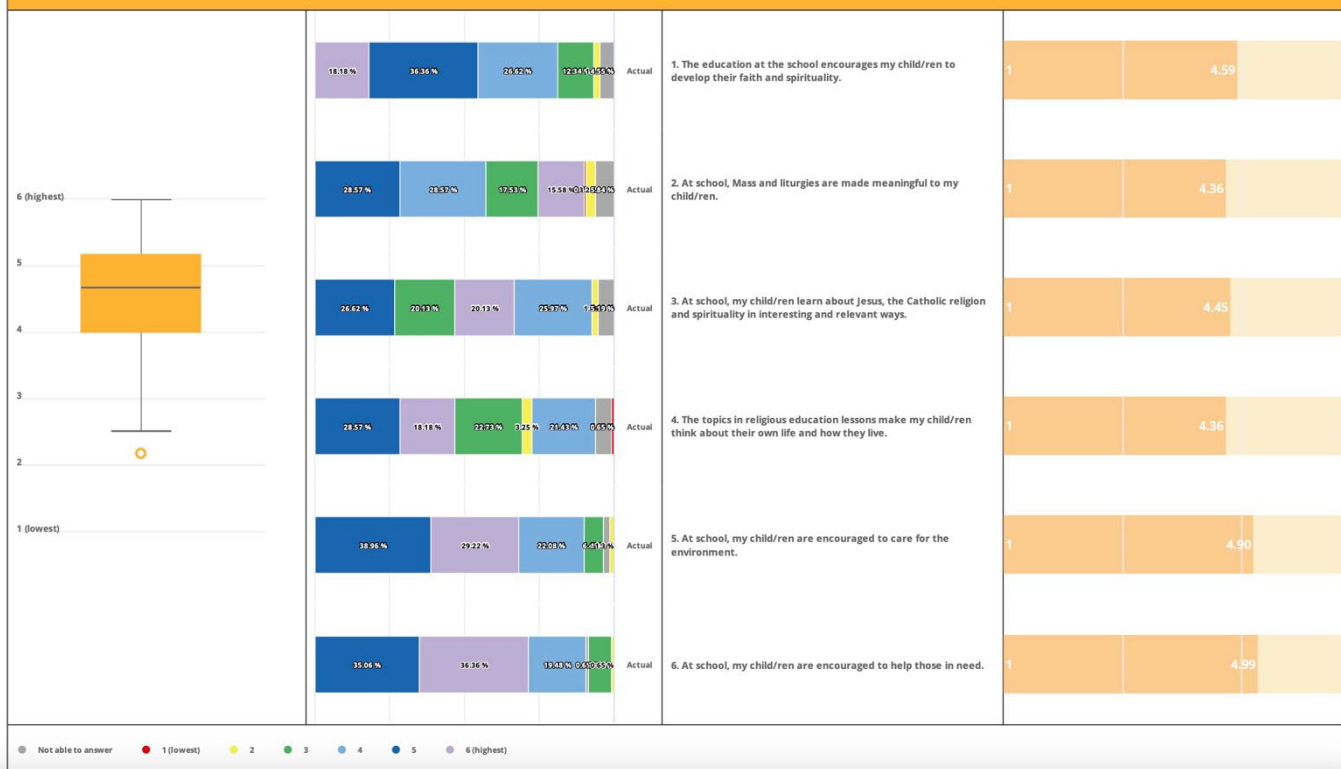 6 (highest)
5
4
3
2
1 (lowest)
18.18 %
36.36 %
26.62 %
Actual
1. The education at the school encourages my child/ren to
develop their faith and spirituality.
1
4.59
28.57 %
28.57 %
17.53 %
15.58 %
Actual
2. At school, Mass and liturgies are made meaningful to my
child/ren.
1
4.36
26.62 %
20.13 %
20.13 %
25.97 %
Actual
3. At school, my child/ren learn about Jesus, the Catholic religion
and spirituality in interesting and relevant ways.
1
4.45
28.57 %
18.18 %
22.73 %
3.25 %
21.43 %
0.65 %
Actual
4. The topics in religious education lessons make my child/ren
think about their own life and how they live.
1
4.36
38.96 %
29.22 %
22.08 %
Actual
5. At school, my child/ren are encouraged to care for the
environment.
1
4.90
35.06 %
36.36 %
19.48 %
0.65 %
Actual
6. At school, my child/ren are encouraged to help those in need.
1
4.99
Not able to answer
1 (lowest)
2
3
4
5
6 (highest)